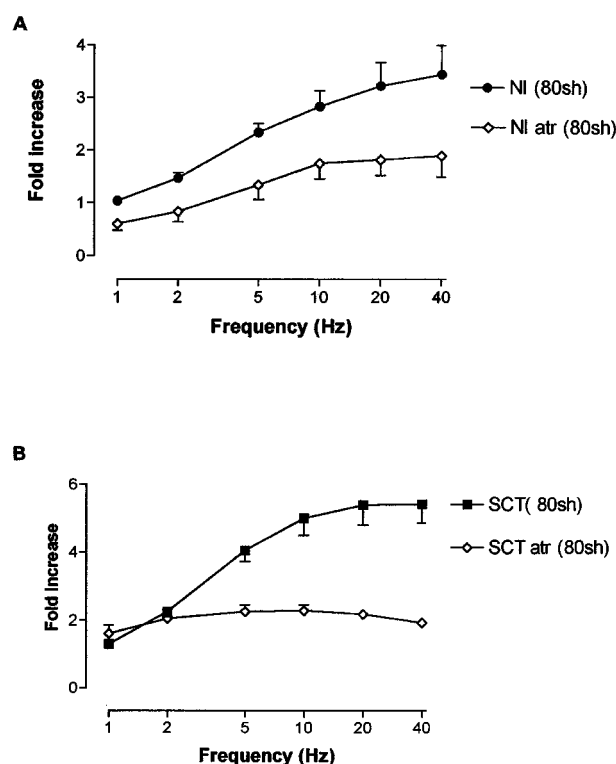 A
Fold Increase
4
3
2
1
0
NI (80sh)
NI atr (80sh)
1 2 5 10 20 40
Frequency (Hz)
B
Fold Increase
6
4
2
0
SCT( 80sh)
SCT atr (80sh)
1 2 5 10 20 40
Frequency (Hz)